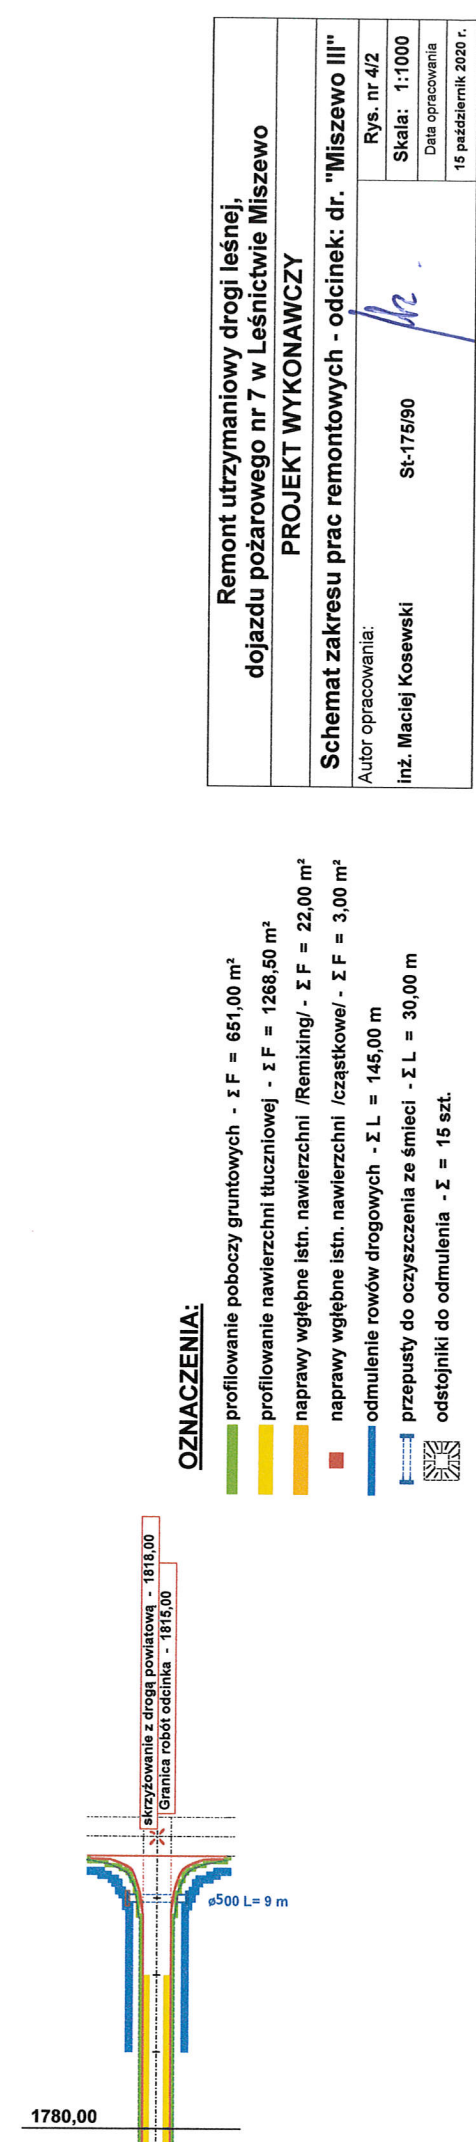 Remont utrzymaniowy drogi leśnej,
dojazdu pożarowego nr 7 w Leśnictwie Miszewo
PROJEKT WYKONAWCZY
Schemat zakresu prac remontowych - odcinek: dr. "Miszewo III"
Autor opracowania:
inż. Maciej Kosewski St-175/90
Rys. nr 4/2
Skala: 1:1000
Data opracowania
15 październik 2020 r.
OZNACZENIA:
profilowanie poboczy gruntowych - Σ F = 651,00 m²
profilowanie nawierzchni tłuczniowej - Σ F = 1268,50 m²
naprawy wgłębne istn. nawierzchni /Remixing/ - Σ F = 22,00 m²
naprawy wgłębne istn. nawierzchni /cząstkowe/ - Σ F = 3,00 m²
odmulenie rowów drogowych - Σ L = 145,00 m
przepusty do oczyszczenia ze śmieci - Σ L = 30,00 m
odstojniki do odmulenia - Σ = 15 szt.
skrzyżowanie z drogą powiatową - 1818,00
Granica robót odcinka - 1815,00
ø500 L= 9 m
1780,00